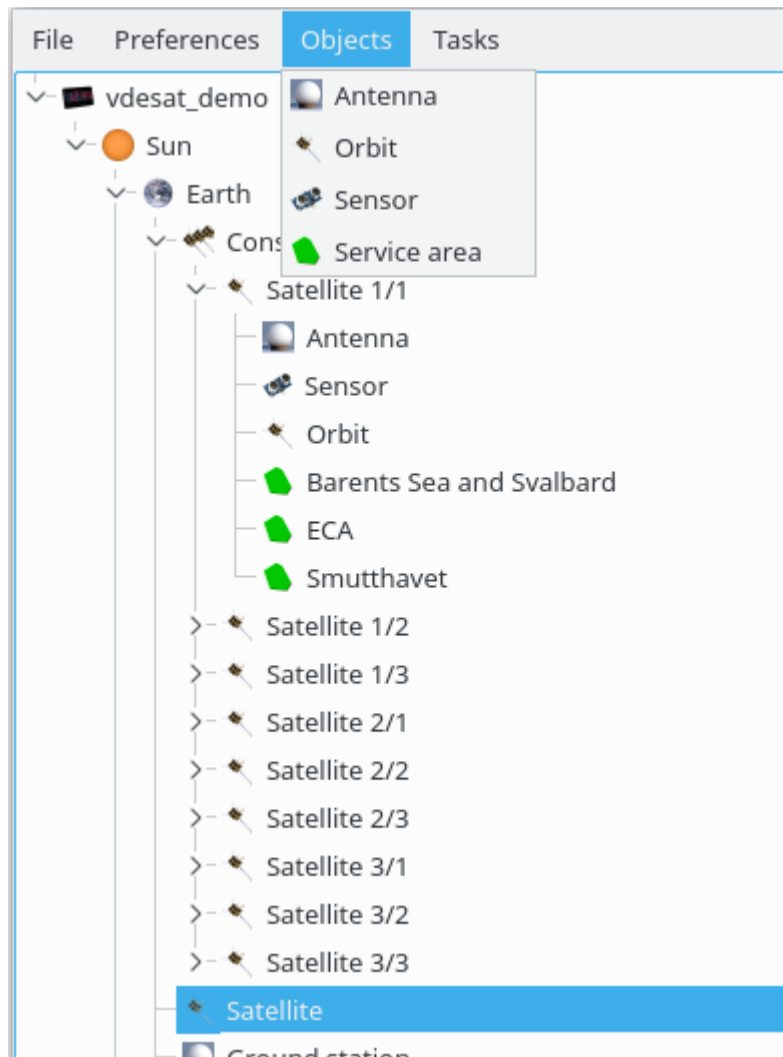 File Preferences Objects Tasks
Antenna
Orbit
Sensor
Service area
vdesat_demo
Sun
Earth
Satellite 1/1
Antenna
Sensor
Orbit
Barents Sea and Svalbard
ECA
Smutthavet
Satellite 1/2
Satellite 1/3
Satellite 2/1
Satellite 2/2
Satellite 2/3
Satellite 3/1
Satellite 3/2
Satellite 3/3
Satellite
Ground station